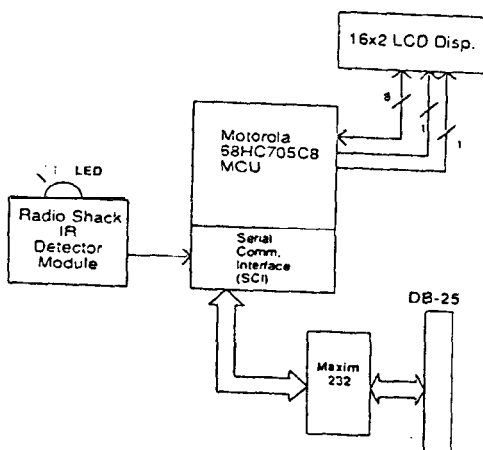 16x2 LCD Disp.
8
1
1
Motorola
68HC705C8
MCU
LED
Radio Shack
IR
Detector
Module
Serial
Comm.
Interface
(SCI)
DB-25
Maxim
232